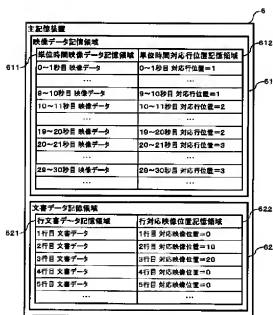 6
主記憶装置
映像データ記憶領域
単位時間映像データ記憶領域 単位時間対応行位置記憶領域
0~1秒目 映像データ 0~1秒目 対応行位置=1
... ...
9~10秒目 映像データ 9~10秒目 対応行位置=1
10~11秒目 映像データ 10~11秒目 対応行位置=2
... ...
19~20秒目 映像データ 19~20秒目 対応行位置=2
20~21秒目 映像データ 20~21秒目 対応行位置=3
... ...
29~30秒目 映像データ 29~30秒目 対応行位置=3
... ...
611
612
61
文書データ記憶領域
行文書データ記憶領域 行対応映像位置記憶領域
1行目 文書データ 1行目 対応映像位置=0
2行目 文書データ 2行目 対応映像位置=10
3行目 文書データ 3行目 対応映像位置=20
4行目 文書データ 4行目 対応映像位置=0
5行目 文書データ 5行目 対応映像位置=0
... ...
621
622
62